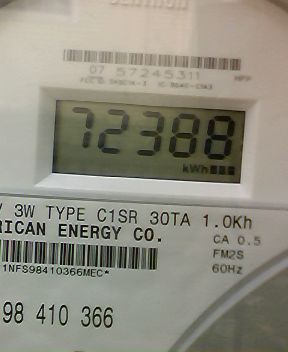 07 57245311
72388
kWh
3W TYPE C1SR 30TA 1.0Kh
RICAN ENERGY CO.
CA 0.5
FM2S
60Hz
1NFS98410366MEC*
98 410 366